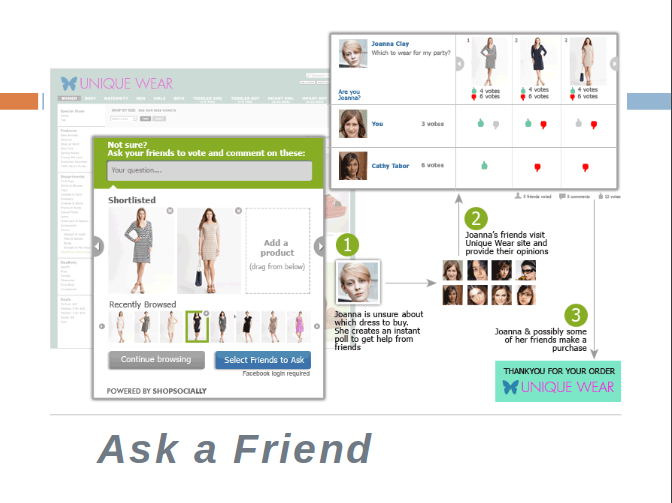 Joanna Clay
Which to wear for my party?
Are you
Joanna?
1
2
3
4 votes
6 votes
4 votes
6 votes
4 votes
6 votes
You
3 votes
Cathy Tabor
6 votes
3 friends voted
5 comments
12 votes
UNIQUE WEAR
Not sure?
Ask your friends to vote and comment on these:
Your question....
Shortlisted
Add a
product
(drag from below)
Recently Browsed
Continue browsing
Select Friends to Ask
Facebook login required
POWERED BY SHOPSOCIALLY
1
Joanna is unsure about
which dress to buy.
She creates an instant
poll to get help from
friends
2
Joanna's friends visit
Unique Wear site and
provide their opinions
3
Joanna & possibly some
of her friends make a
purchase
THANKYOU FOR YOUR ORDER
UNIQUE WEAR
Ask a Friend